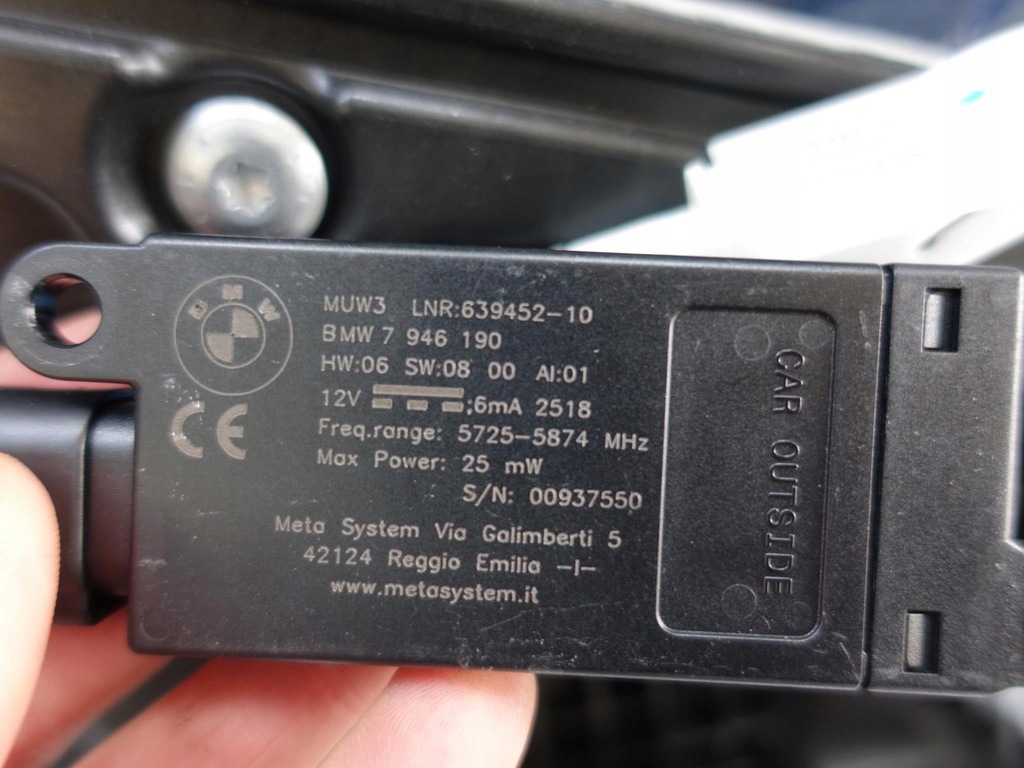 BMW
MUW3 LNR:639452-10
BMW 7 946 190
HW:06 SW:08 00 AI:01
12V ;6mA 2518
Freq.range: 5725-5874 MHz
Max Power: 25 mW
S/N: 00937550
Meta System Via Galimberti 5
42124 Reggio Emilia -I-
www.metasystem.it
CE
CAR OUTSIDE